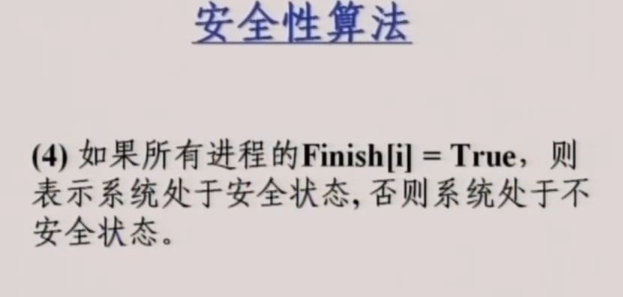 安全性算法
(4) 如果所有进程的Finish[i] = True，则
表示系统处于安全状态, 否则系统处于不
安全状态。